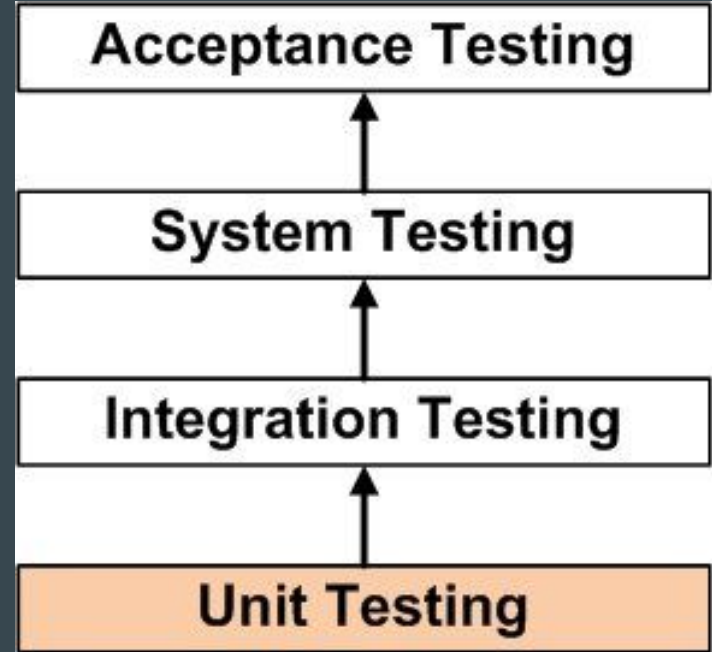 Acceptance Testing
System Testing
Integration Testing
Unit Testing